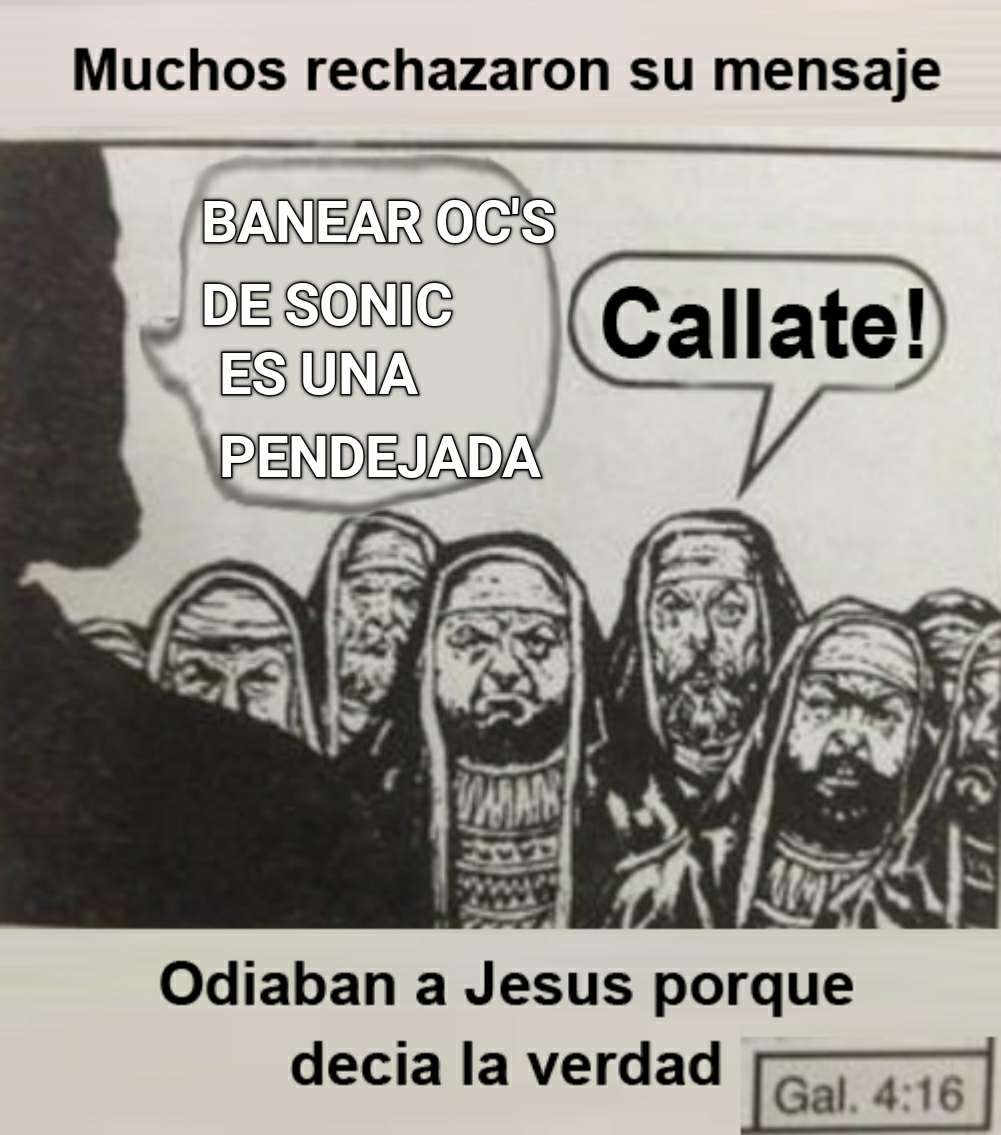 Muchos rechazaron su mensaje
BANEAR OC'S
DE SONIC
ES UNA
PENDEJADA
Callate!
Odiaban a Jesus porque
decia la verdad
Gal. 4:16